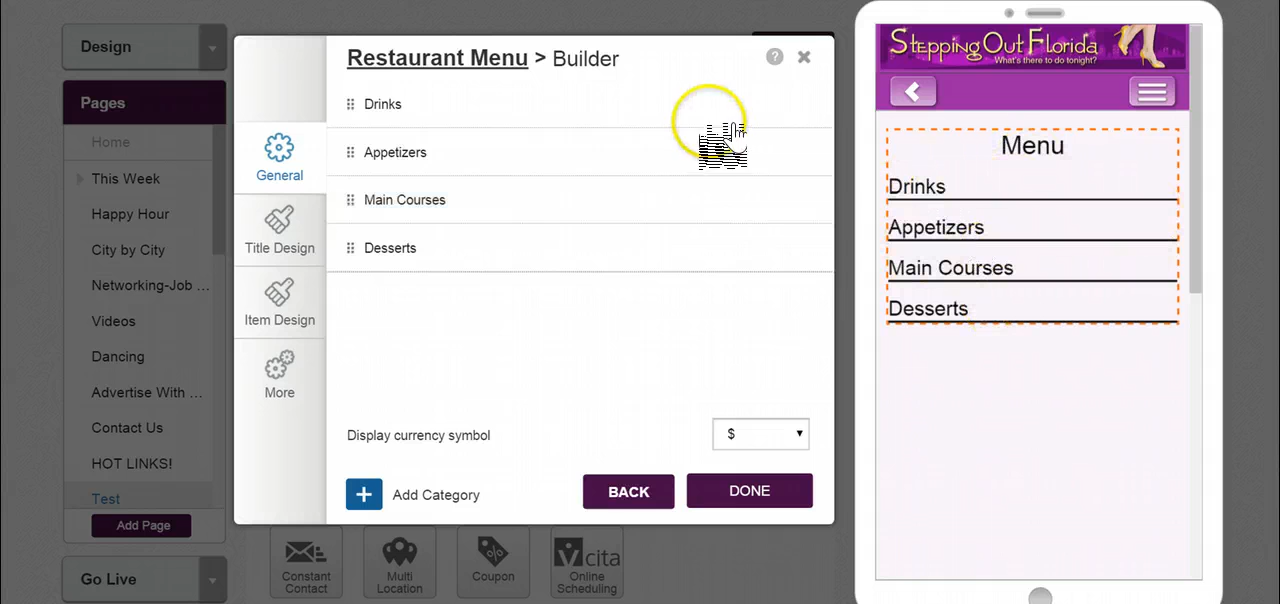 Design
Pages
Home
This Week
Happy Hour
City by City
Networking-Job ...
Videos
Dancing
Advertise With ...
Contact Us
HOT LINKS!
Test
Add Page
Go Live
Restaurant Menu > Builder
?
General
Title Design
Item Design
More
Drinks
Appetizers
Main Courses
Desserts
Display currency symbol
$
Add Category
BACK
DONE
Constant
Contact
Multi
Location
Coupon
Vcita
Online
Scheduling
Stepping Out Florida
What's there to do tonight?
Menu
Drinks
Appetizers
Main Courses
Desserts